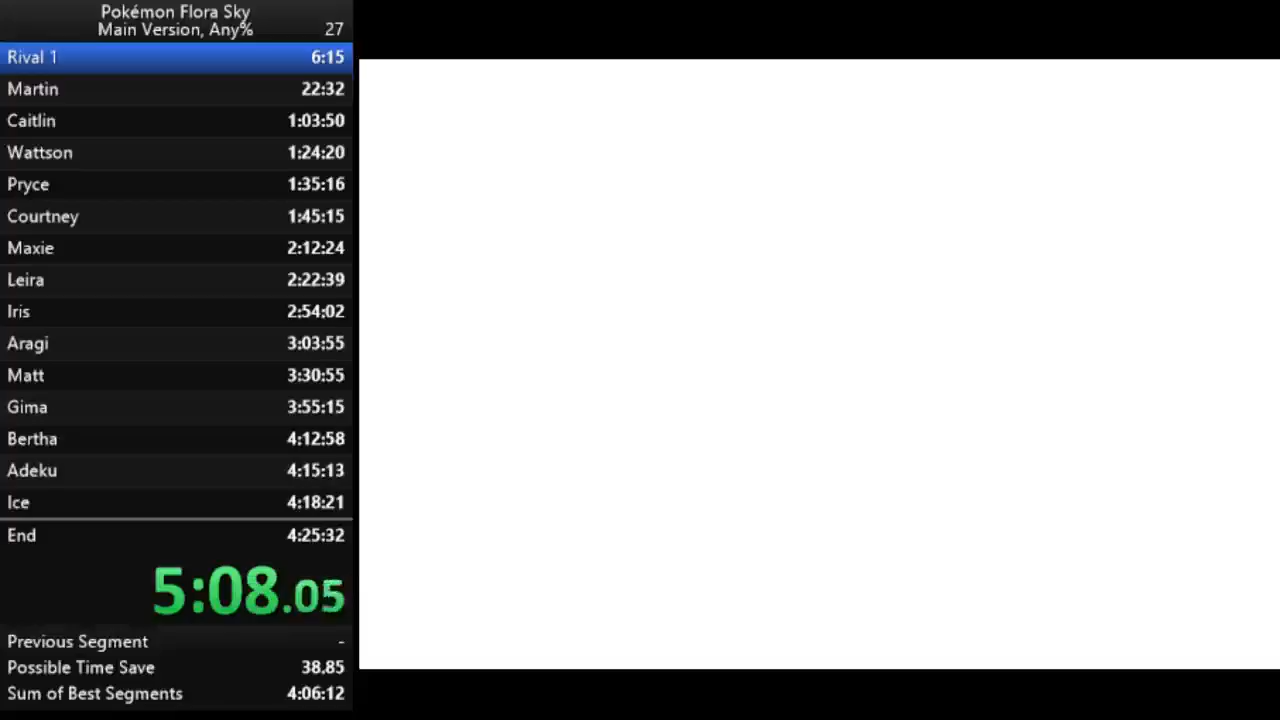 Pokémon Flora Sky
Main Version, Any% 27
Rival 1 6:15
Martin 22:32
Caitlin 1:03:50
Wattson 1:24:20
Pryce 1:35:16
Courtney 1:45:15
Maxie 2:12:24
Leira 2:22:39
Iris 2:54:02
Aragi 3:03:55
Matt 3:30:55
Gima 3:55:15
Bertha 4:12:58
Adeku 4:15:13
Ice 4:18:21
End 4:25:32
5:08.05
Previous Segment -
Possible Time Save 38.85
Sum of Best Segments 4:06:12